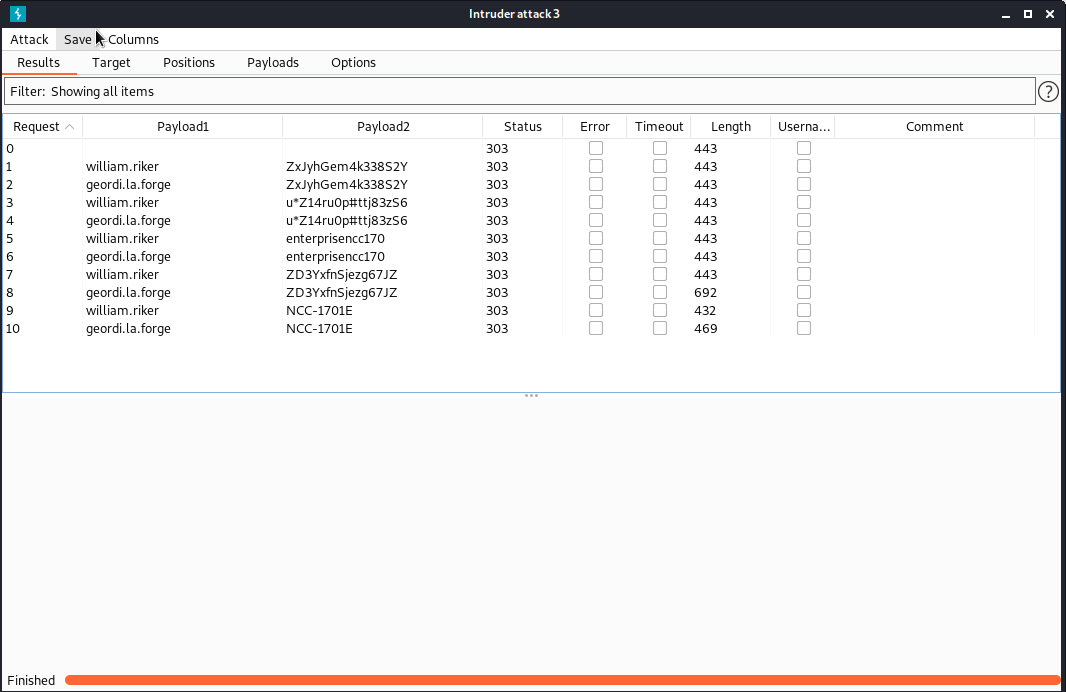 Intruder attack 3
Attack Save Columns
Results Target Positions Payloads Options
Filter: Showing all items ?
Request Payload1 Payload2 Status Error Timeout Length Userna... Comment
0 303 443
1 william.riker ZxJyhGem4k338S2Y 303 443
2 geordi.la.forge ZxJyhGem4k338S2Y 303 443
3 william.riker u*Z14ru0p#ttj83zS6 303 443
4 geordi.la.forge u*Z14ru0p#ttj83zS6 303 443
5 william.riker enterprisencc170 303 443
6 geordi.la.forge enterprisencc170 303 443
7 william.riker ZD3YxfnSjezg67JZ 303 443
8 geordi.la.forge ZD3YxfnSjezg67JZ 303 692
9 william.riker NCC-1701E 303 432
10 geordi.la.forge NCC-1701E 303 469
Finished